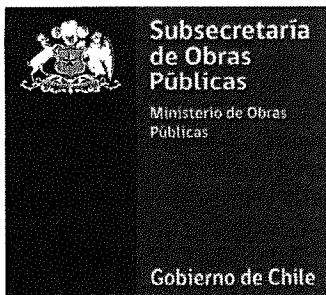 Subsecretaría
de Obras
Públicas
Ministerio de Obras
Públicas
Gobierno de Chile